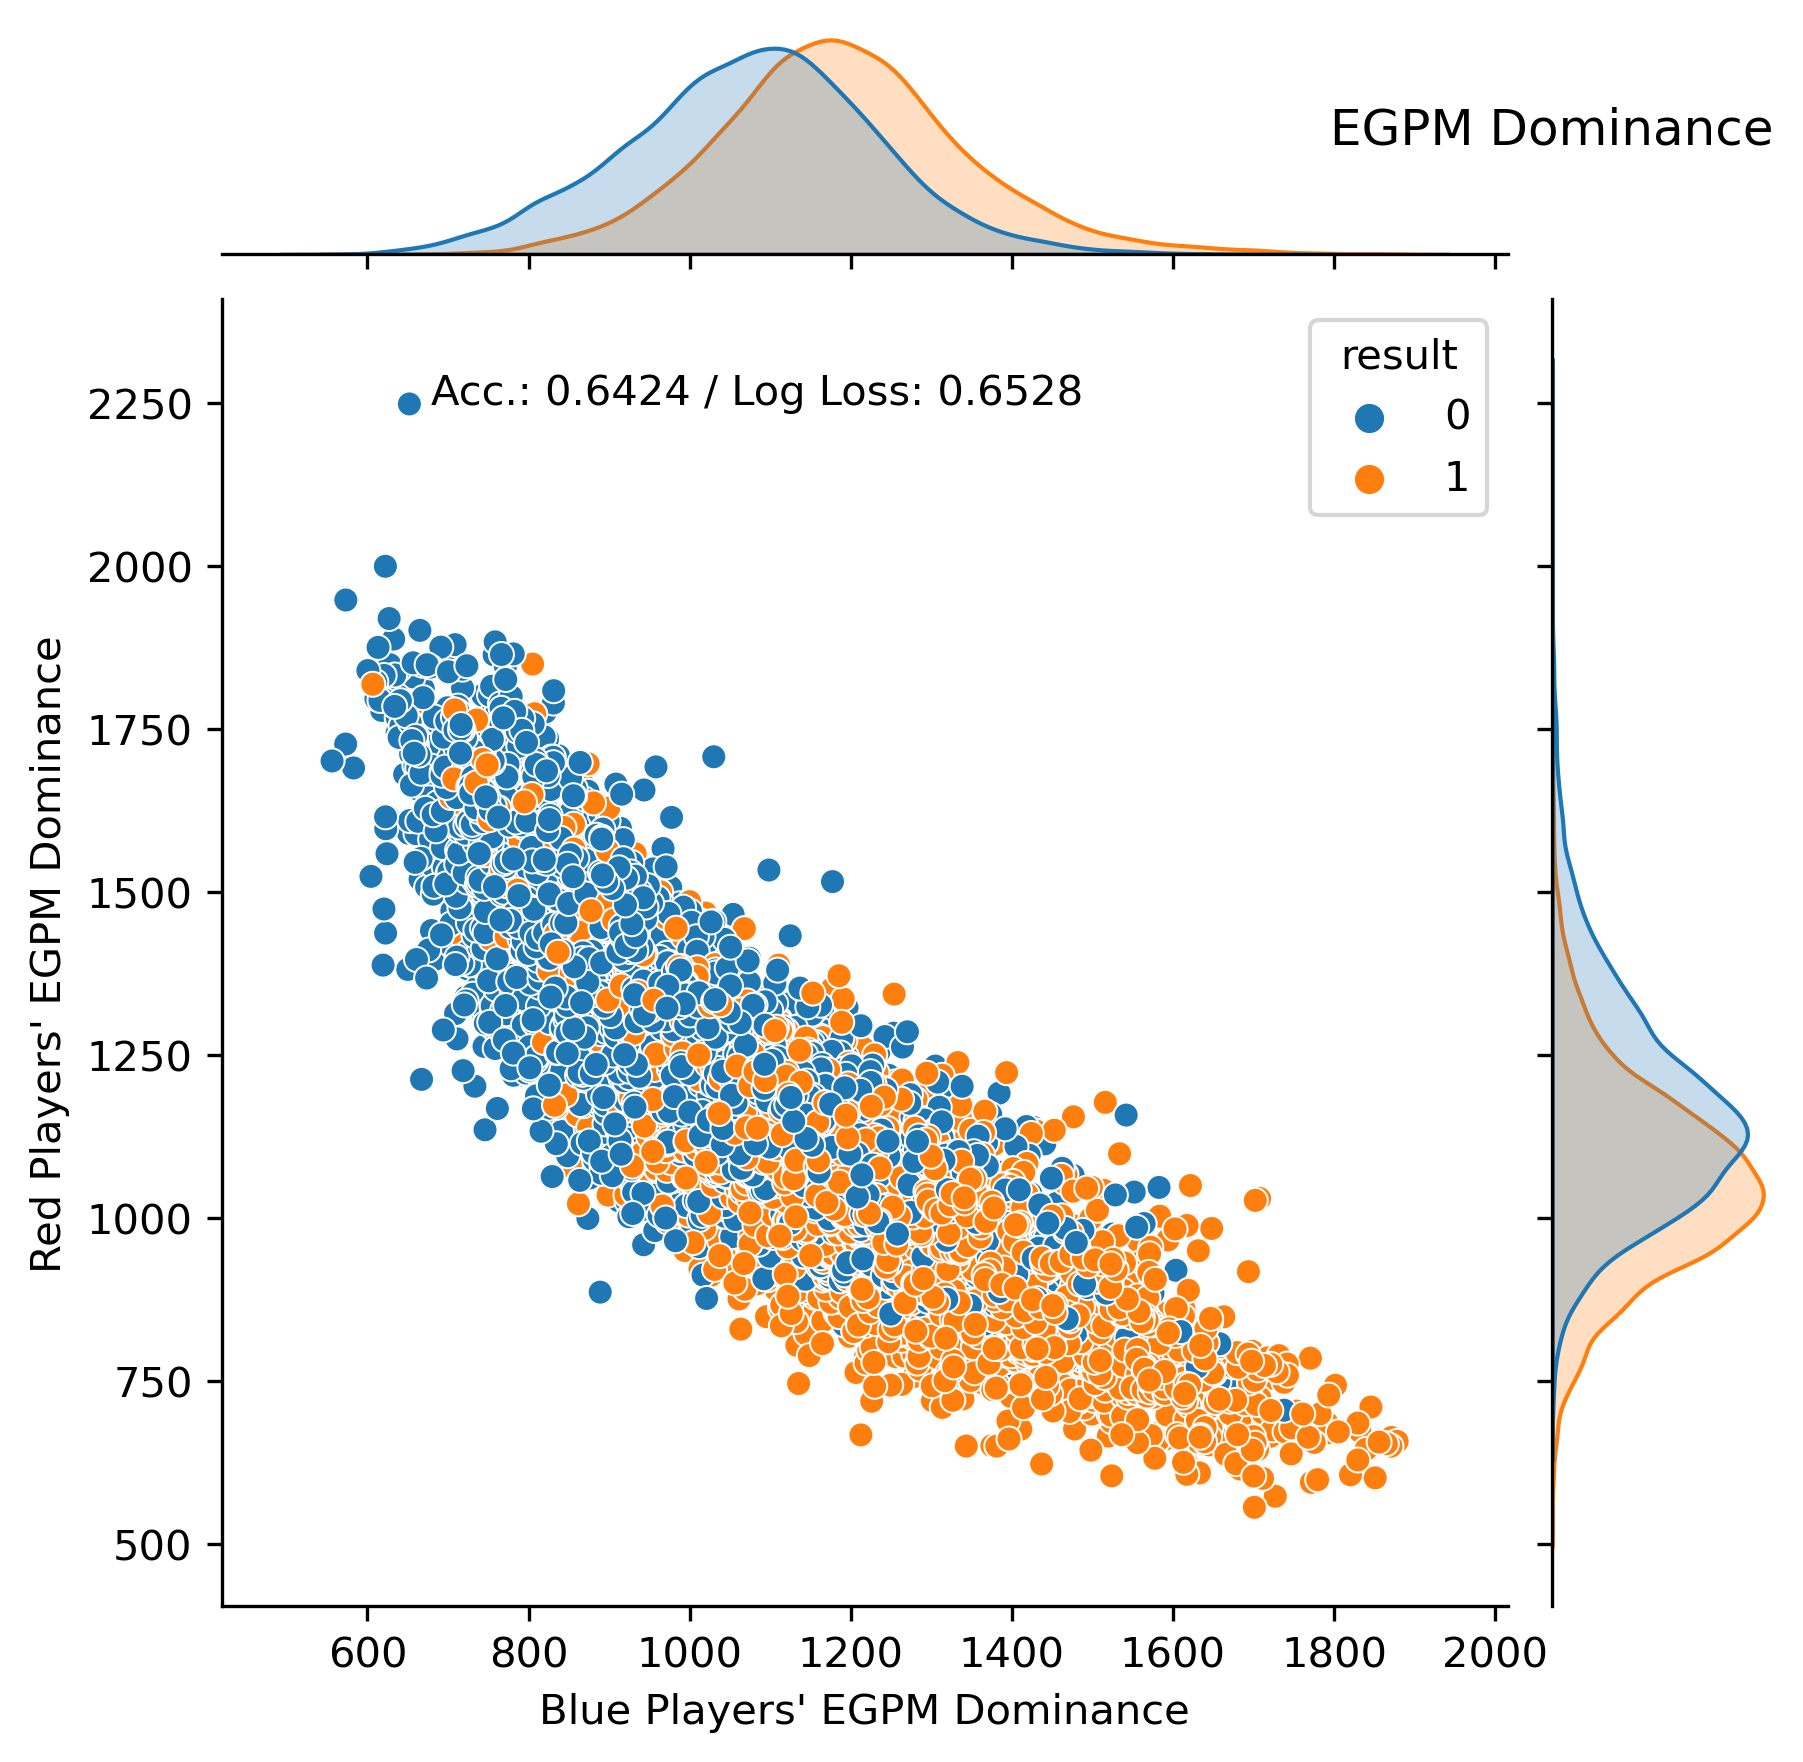 EGPM Dominance
result
0
1
Acc.: 0.6424 / Log Loss: 0.6528
2250
2000
1750
1500
1250
1000
750
500
Red Players' EGPM Dominance
600 800 1000 1200 1400 1600 1800 2000
Blue Players' EGPM Dominance